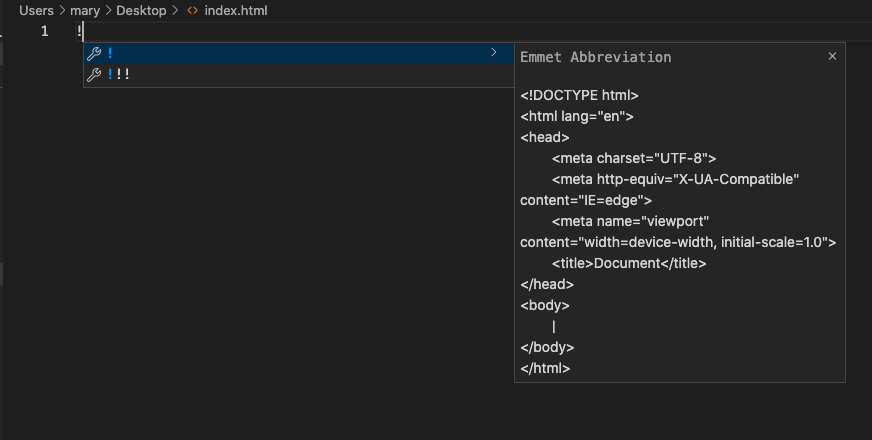 Users > mary > Desktop > <> index.html
1 !
! >
!!!
Emmet Abbreviation ×
<!DOCTYPE html>
<html lang="en">
<head>
<meta charset="UTF-8">
<meta http-equiv="X-UA-Compatible"
content="IE=edge">
<meta name="viewport"
content="width=device-width, initial-scale=1.0">
<title>Document</title>
</head>
<body>
|
</body>
</html>